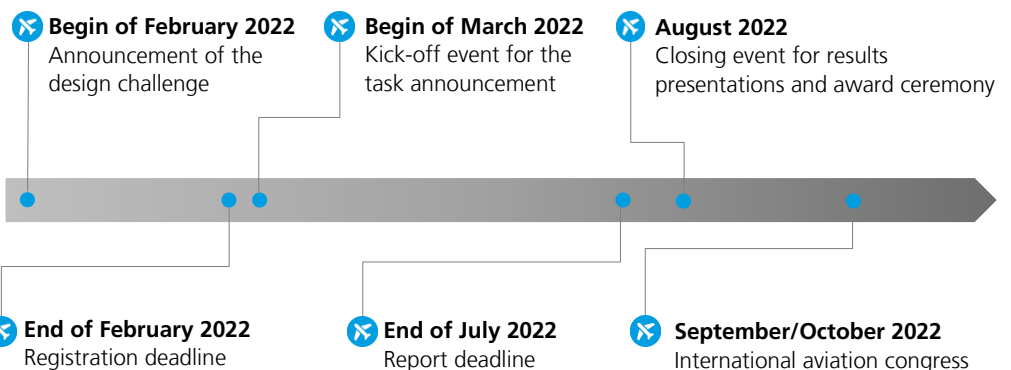 Begin of February 2022
Announcement of the
design challenge
Begin of March 2022
Kick-off event for the
task announcement
August 2022
Closing event for results
presentations and award ceremony
End of February 2022
Registration deadline
End of July 2022
Report deadline
September/October 2022
International aviation congress